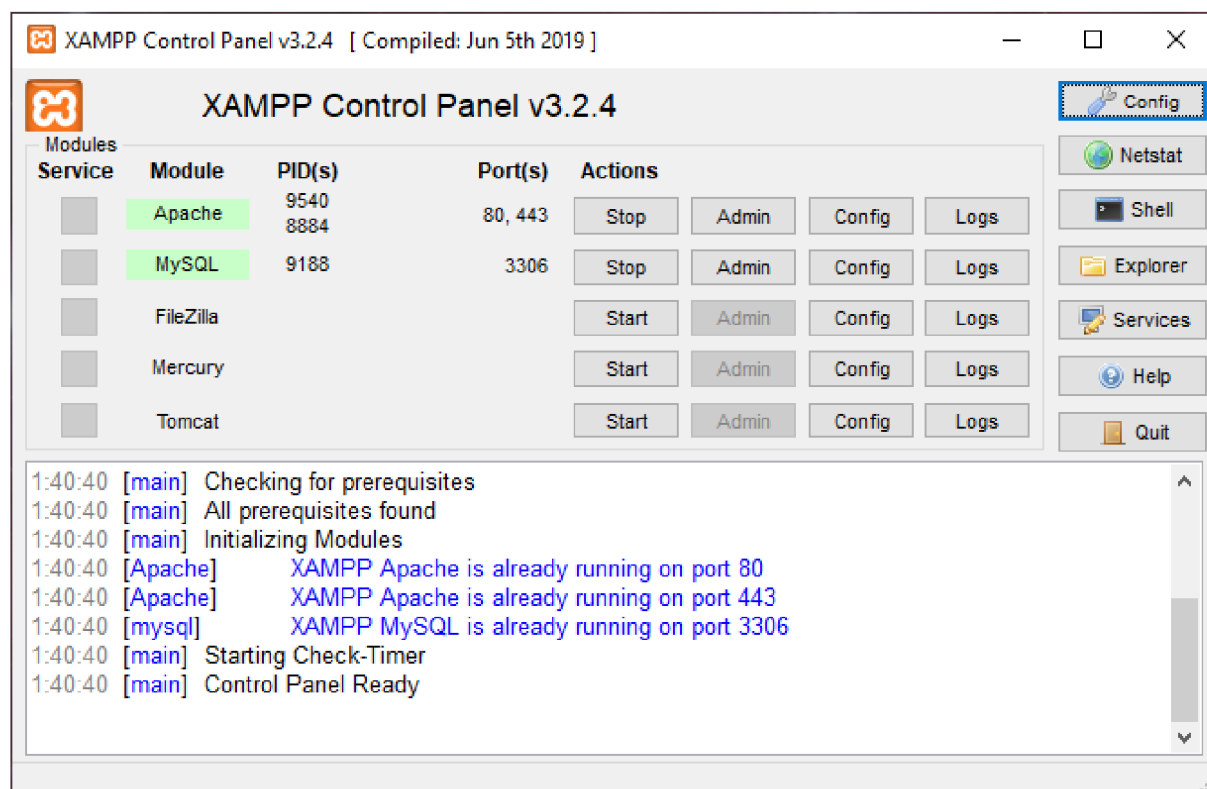 XAMPP Control Panel v3.2.4 [ Compiled: Jun 5th 2019 ]
XAMPP Control Panel v3.2.4
Config
Modules
Service Module PID(s) Port(s) Actions
Netstat
Apache 9540 8884 80, 443 Stop Admin Config Logs
Shell
MySQL 9188 3306 Stop Admin Config Logs
Explorer
FileZilla Start Admin Config Logs
Services
Mercury Start Admin Config Logs
Help
Tomcat Start Admin Config Logs
Quit
1:40:40 [main] Checking for prerequisites
1:40:40 [main] All prerequisites found
1:40:40 [main] Initializing Modules
1:40:40 [Apache] XAMPP Apache is already running on port 80
1:40:40 [Apache] XAMPP Apache is already running on port 443
1:40:40 [mysql] XAMPP MySQL is already running on port 3306
1:40:40 [main] Starting Check-Timer
1:40:40 [main] Control Panel Ready